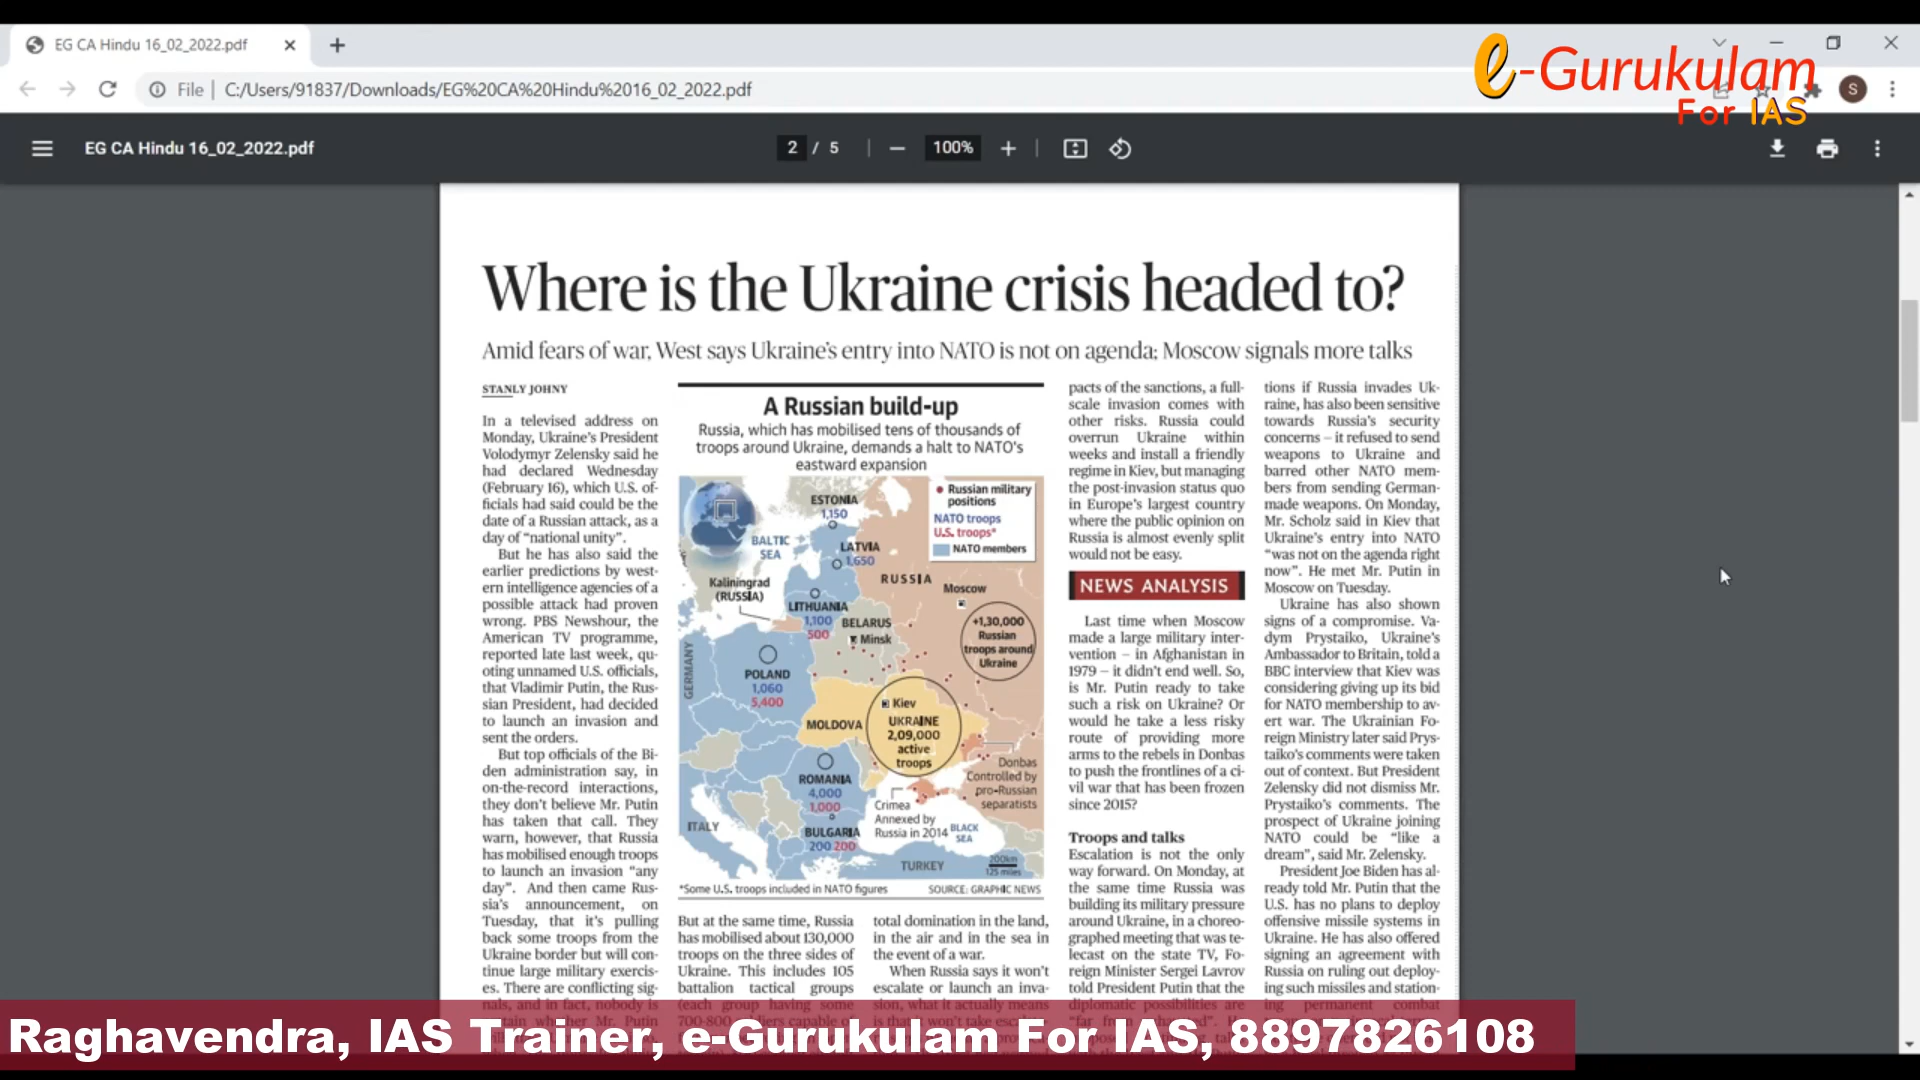 EG CA Hindu 16_02_2022.pdf
File
C:/Users/91837/Downloads/EG%20CA%20Hindu%2016_02_2022.pdf
S
e-Gurukulam
For IAS
EG CA Hindu 16_02_2022.pdf
2 / 5
100%
Where is the Ukraine crisis headed to?
Amid fears of war, West says Ukraine's entry into NATO is not on agenda; Moscow signals more talks
STANLY JOHNY
In a televised address on
Monday, Ukraine's President
Volodymyr Zelensky said he
had declared Wednesday
(February 16), which U.S. of-
ficials had said could be the
date of a Russian attack, as a
day of “national unity”.
But he has also said the
earlier predictions by west-
ern intelligence agencies of a
possible attack had proven
wrong. PBS Newshour, the
American TV programme,
reported late last week, qu-
oting unnamed U.S. officials,
that Vladimir Putin, the Rus-
sian President, had decided
to launch an invasion and
sent the orders.
But top officials of the Bi-
den administration say, in
on-the-record interactions,
they don't believe Mr. Putin
has taken that call. They
warn, however, that Russia
has mobilised enough troops
to launch an invasion “any
day”. And then came Rus-
sia's announcement, on
Tuesday, that it's pulling
back some troops from the
Ukraine border but will con-
tinue large military exercis-
es. There are conflicting sig-
nals, and in fact, nobody is
A Russian build-up
Russia, which has mobilised tens of thousands of
troops around Ukraine, demands a halt to NATO's
eastward expansion
Russian military
positions
NATO troops
U.S. troops*
NATO members
ESTONIA
1,150
BALTIC
SEA
LATVIA
1,650
RUSSIA
Kaliningrad
(RUSSIA)
Moscow
LITHUANIA
1,100
500
BELARUS
Minsk
+1,30,000
Russian
troops around
Ukraine
GERMANY
POLAND
1,060
5,400
Kiev
UKRAINE
2,09,000
active
troops
MOLDOVA
ROMANIA
4,000
1,000
Donbas
Controlled by
pro-Russian
separatists
Crimea
Annexed by
Russia in 2014
BLACK
SEA
ITALY
BULGARIA
200 200
TURKEY
200km
125 miles
*Some U.S. troops included in NATO figures
SOURCE: GRAPHIC NEWS
But at the same time, Russia
has mobilised about 130,000
troops on the three sides of
Ukraine. This includes 105
battalion tactical groups
(each group having some
total domination in the land,
in the air and in the sea in
the event of a war.
When Russia says it won't
escalate or launch an inva-
sion, what it actually means
pacts of the sanctions, a full-
scale invasion comes with
other risks. Russia could
overrun Ukraine within
weeks and install a friendly
regime in Kiev, but managing
the post-invasion status quo
in Europe's largest country
where the public opinion on
Russia is almost evenly split
would not be easy.
NEWS ANALYSIS
Last time when Moscow
made a large military inter-
vention – in Afghanistan in
1979 – it didn't end well. So,
is Mr. Putin ready to take
such a risk on Ukraine? Or
would he take a less risky
route of providing more
arms to the rebels in Donbas
to push the frontlines of a ci-
vil war that has been frozen
since 2015?
Troops and talks
Escalation is not the only
way forward. On Monday, at
the same time Russia was
building its military pressure
around Ukraine, in a choreo-
graphed meeting that was te-
lecast on the state TV, Fo-
reign Minister Sergei Lavrov
told President Putin that the
diplomatic possibilities are
tions if Russia invades Uk-
raine, has also been sensitive
towards Russia's security
concerns – it refused to send
weapons to Ukraine and
barred other NATO mem-
bers from sending German-
made weapons. On Monday,
Mr. Scholz said in Kiev that
Ukraine's entry into NATO
“was not on the agenda right
now”. He met Mr. Putin in
Moscow on Tuesday.
Ukraine has also shown
signs of a compromise. Va-
dym Prystaiko, Ukraine's
Ambassador to Britain, told a
BBC interview that Kiev was
considering giving up its bid
for NATO membership to av-
ert war. The Ukrainian Fo-
reign Ministry later said Prys-
taiko's comments were taken
out of context. But President
Zelensky did not dismiss Mr.
Prystaiko's comments. The
prospect of Ukraine joining
NATO could be “like a
dream”, said Mr. Zelensky.
President Joe Biden has al-
ready told Mr. Putin that the
U.S. has no plans to deploy
offensive missile systems in
Ukraine. He has also offered
signing an agreement with
Russia on ruling out deploy-
ing such missiles and station-
ing permanent combat
Raghavendra, IAS Trainer, e-Gurukulam For IAS, 8897826108